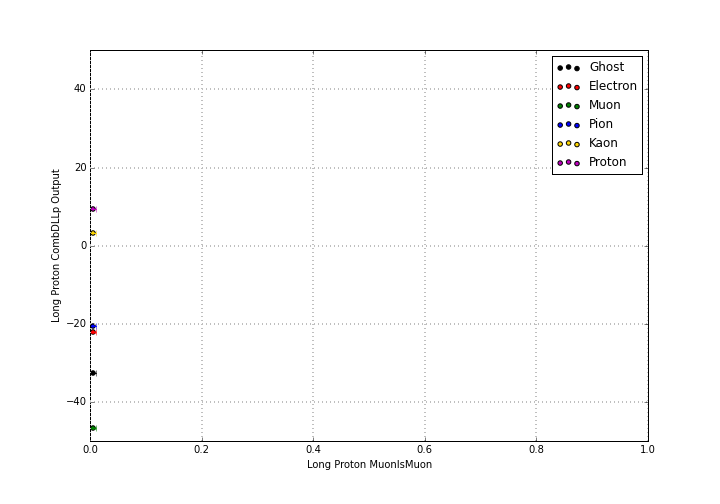 Ghost
Electron
Muon
Pion
Kaon
Proton
40
20
0
−20
−40
Long Proton CombDLLp Output
0.0 0.2 0.4 0.6 0.8 1.0
Long Proton MuonIsMuon